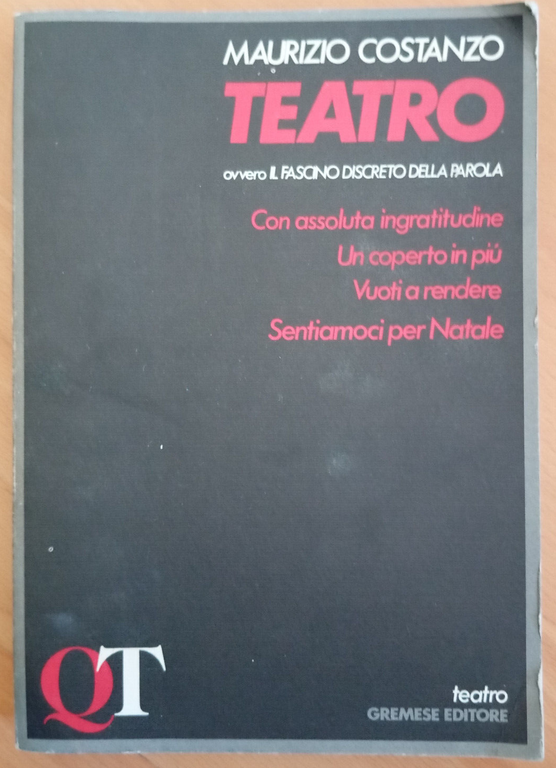 MAURIZIO COSTANZO
TEATRO
ovvero IL FASCINO DISCRETO DELLA PAROLA
Con assoluta ingratitudine
Un coperto in piú
Vuoti a rendere
Sentiamoci per Natale
QT
teatro
GREMESE EDITORE